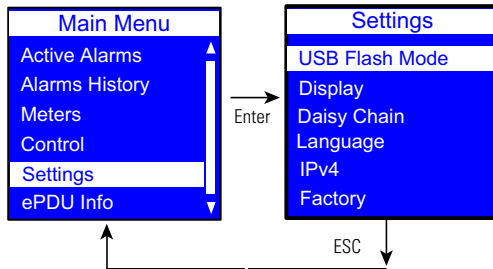 Main Menu
Active Alarms
Alarms History
Meters
Control
Settings
ePDU Info
Enter
Settings
USB Flash Mode
Display
Daisy Chain
Language
IPv4
Factory
ESC